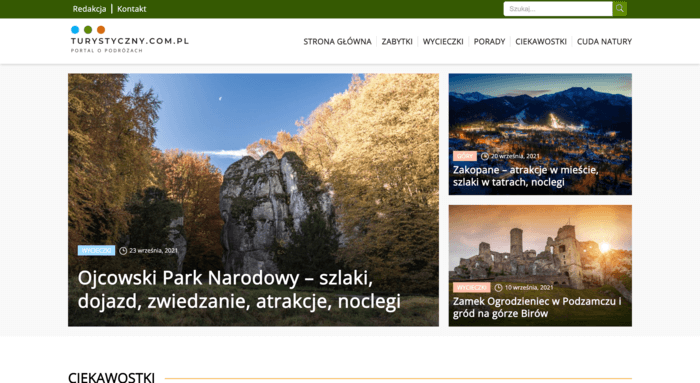 Redakcja | Kontakt
Szukaj...
TURYSTYCZNY.COM.PL
PORTAL O PODRÓŻACH
STRONA GŁÓWNA ZABYTKI WYCIECZKI PORADY CIEKAWOSTKI CUDA NATURY
WYCIECZKI 23 września, 2021
Ojcowski Park Narodowy – szlaki,
dojazd, zwiedzanie, atrakcje, noclegi
GÓRY 20 września, 2021
Zakopane – atrakcje w mieście,
szlaki w tatrach, noclegi
WYCIECZKI 10 września, 2021
Zamek Ogrodzieniec w Podzamczu i
gród na górze Birów
CIEKAWOSTKI